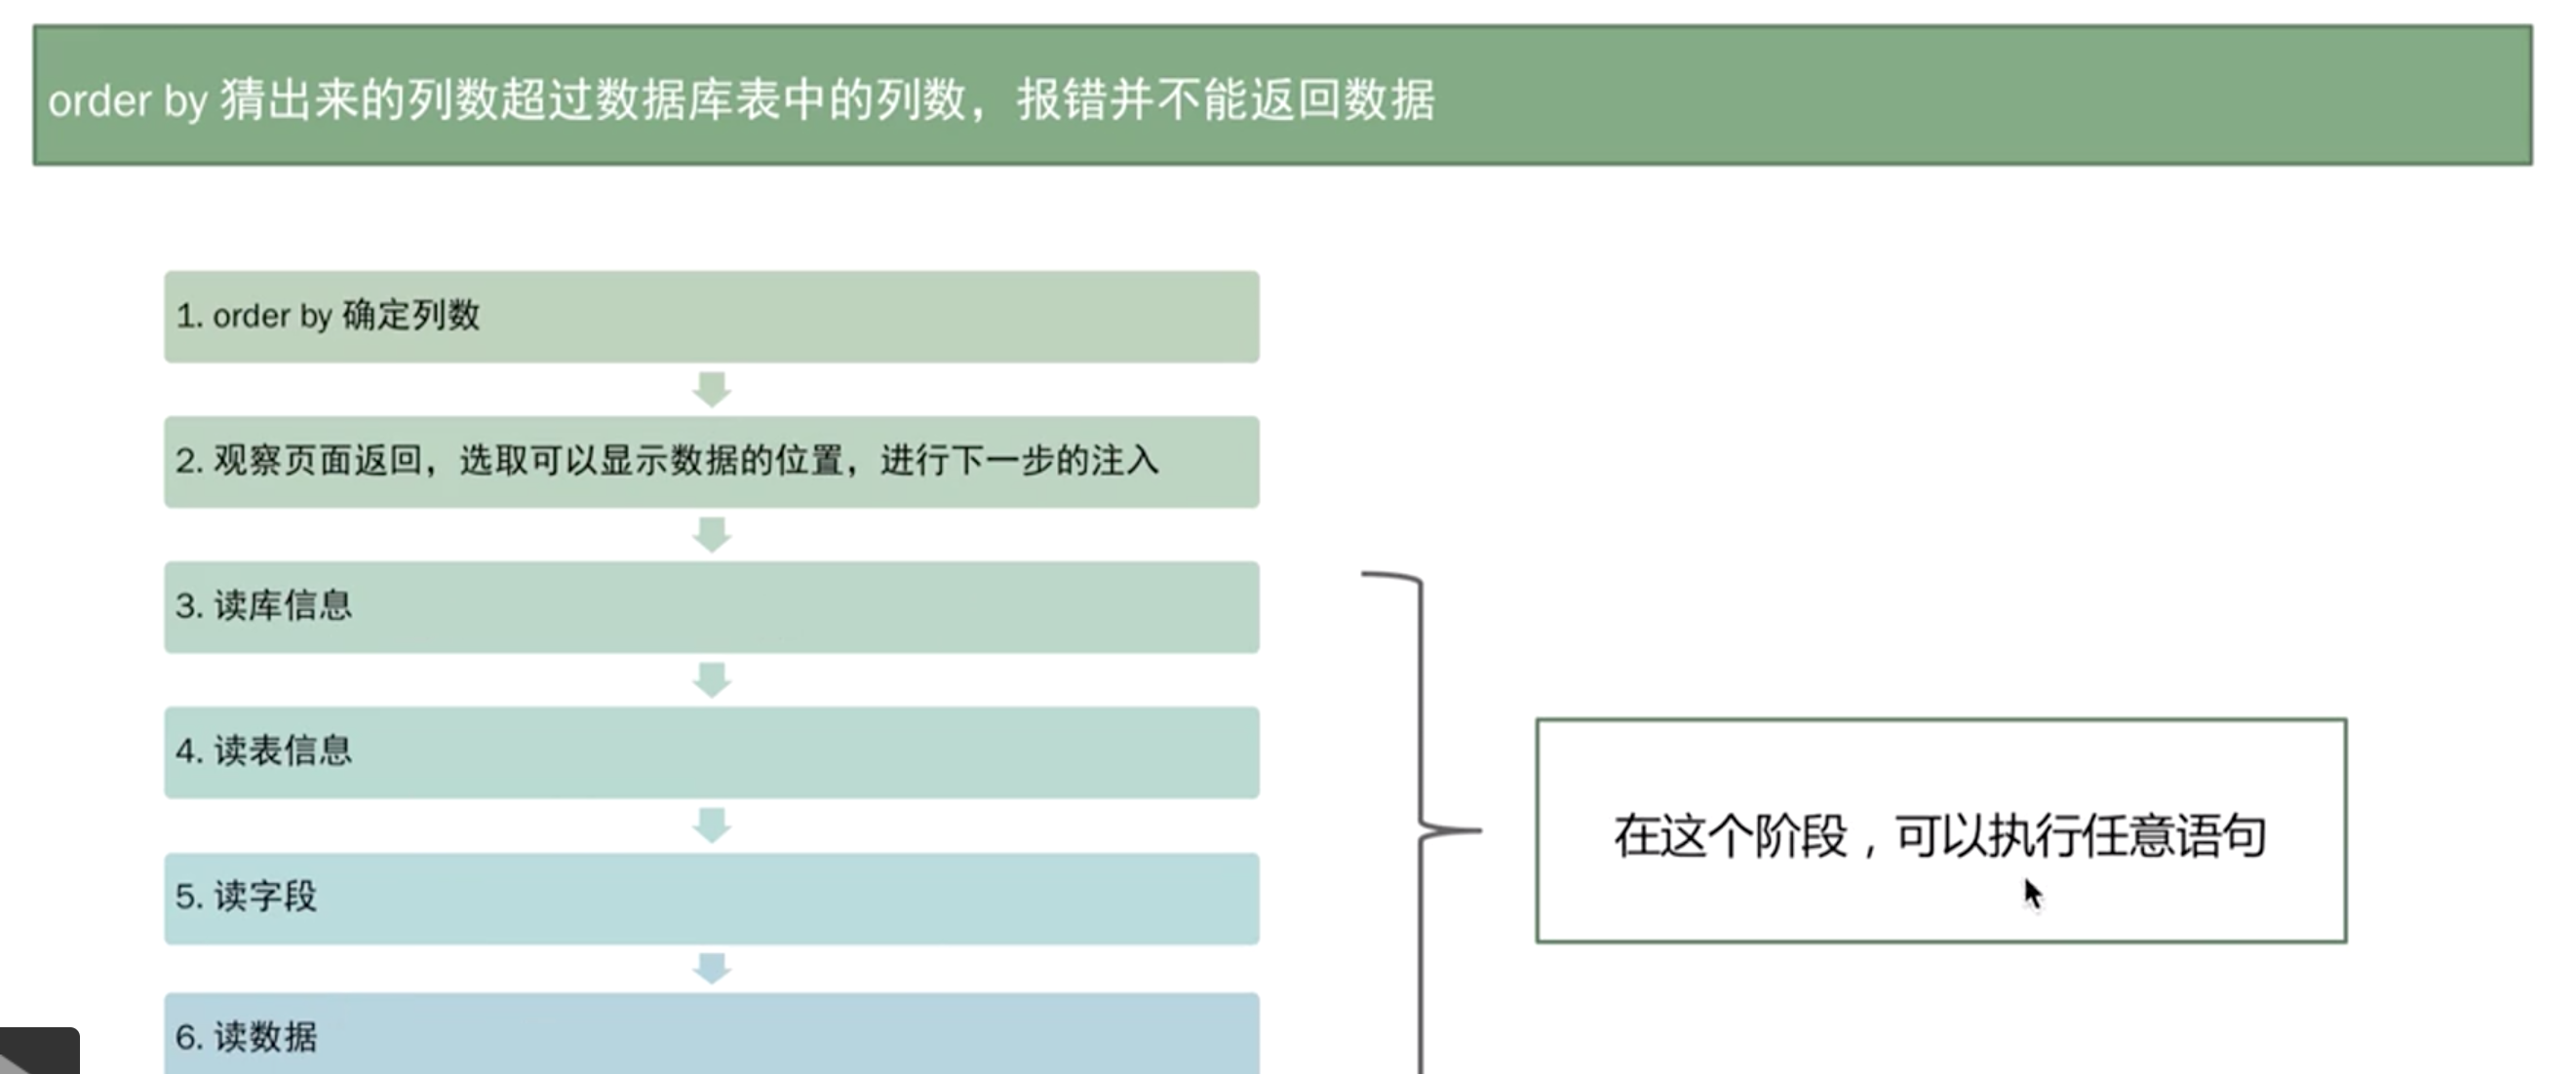 order by 猜出来的列数超过数据库表中的列数，报错并不能返回数据
1. order by 确定列数
2. 观察页面返回，选取可以显示数据的位置，进行下一步的注入
3. 读库信息
4. 读表信息
在这个阶段，可以执行任意语句
5. 读字段
6. 读数据